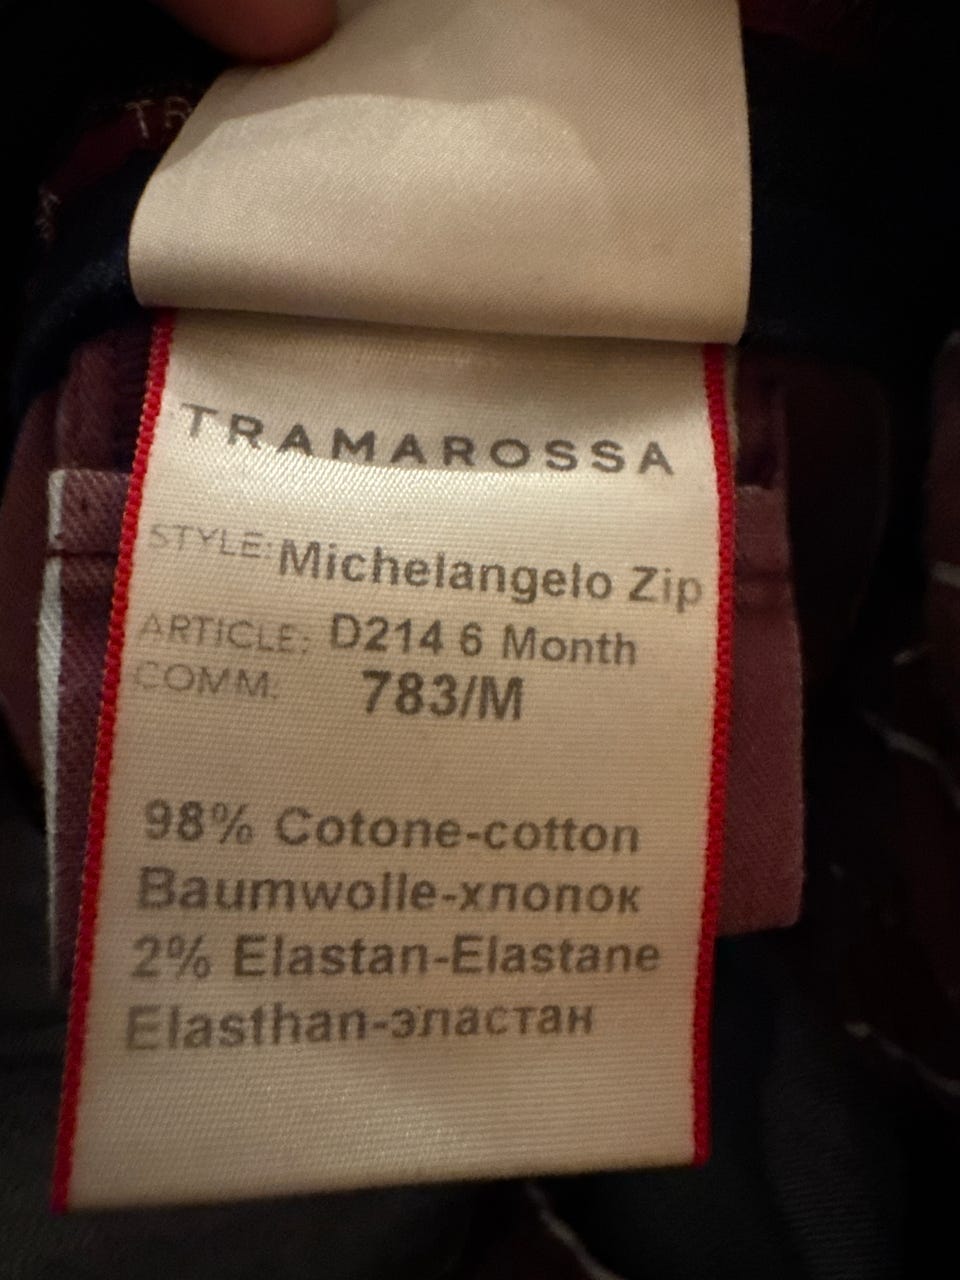 TR
TRAMAROSSA
STYLE: Michelangelo Zip
ARTICLE: D214 6 Month
COMM. 783/M
98% Cotone-cotton
Baumwolle-хлопок
2% Elastan-Elastane
Elasthan-эластан